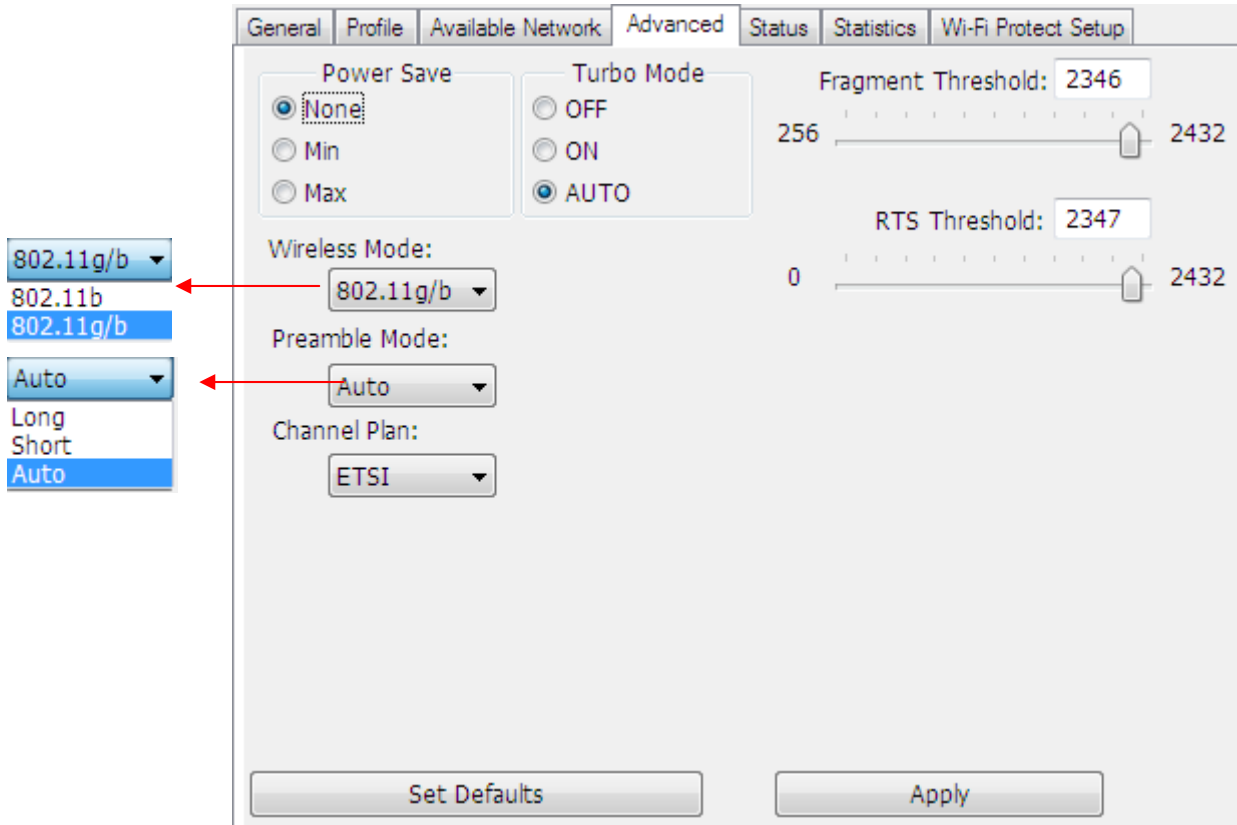 General Profile Available Network Advanced Status Statistics Wi-Fi Protect Setup
Power Save
None
Min
Max
Turbo Mode
OFF
ON
AUTO
Fragment Threshold: 2346
256 2432
RTS Threshold: 2347
0 2432
Wireless Mode:
802.11g/b
802.11g/b
802.11b
802.11g/b
Preamble Mode:
Auto
Auto
Long
Short
Auto
Channel Plan:
ETSI
Set Defaults Apply